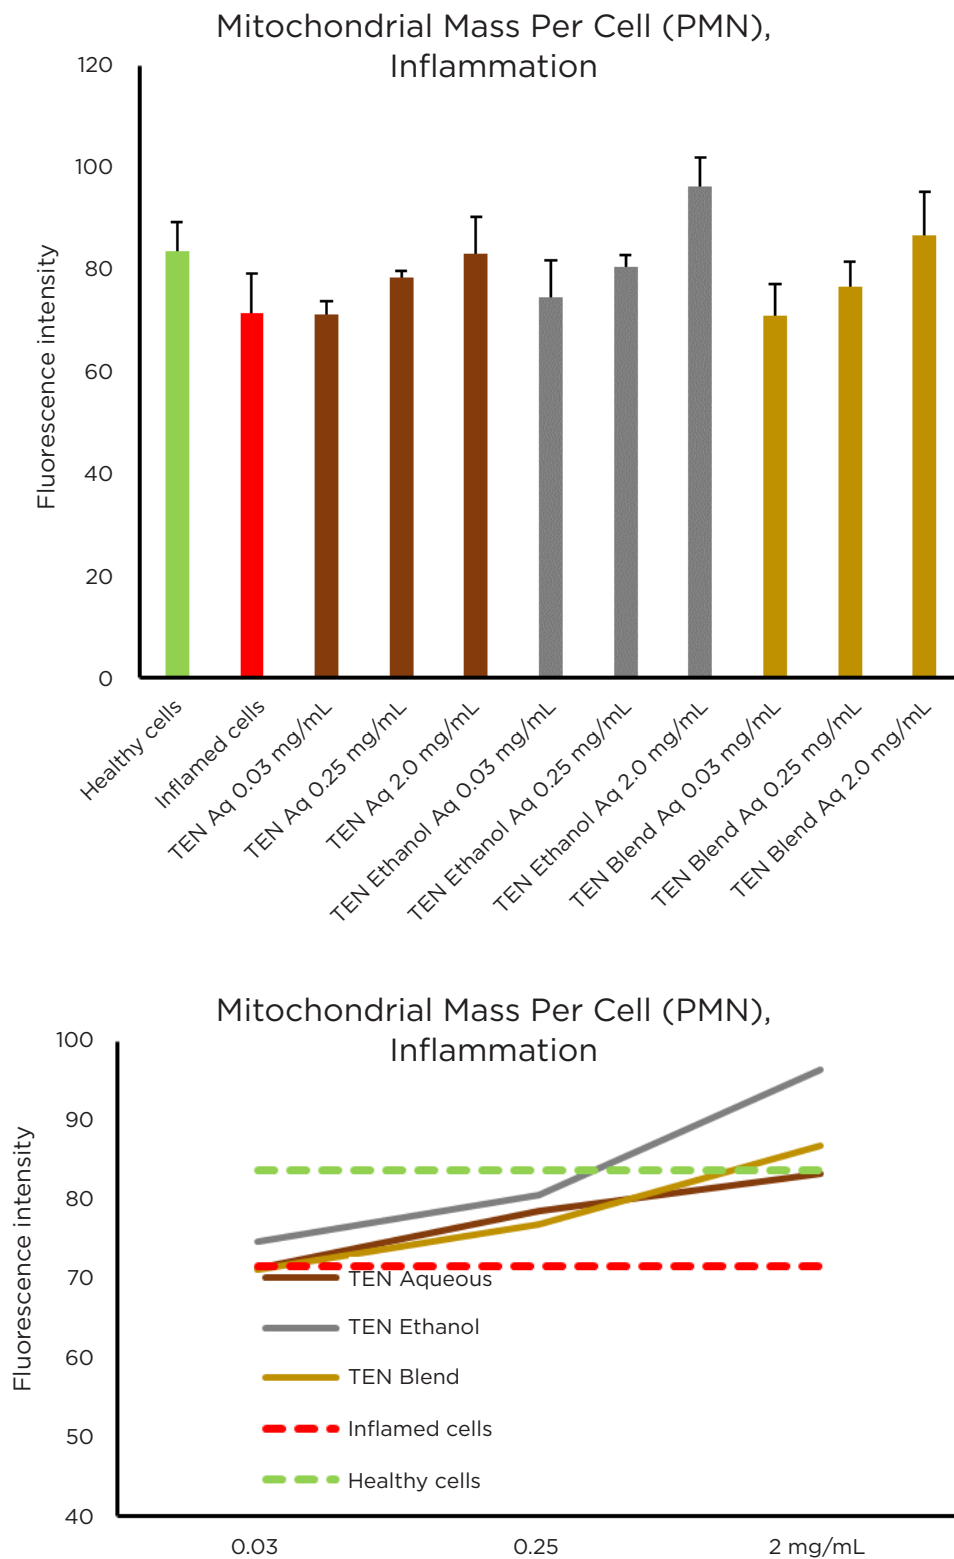 Mitochondrial Mass Per Cell (PMN),
Inflammation
Fluorescence intensity
120
100
80
60
40
20
0
Healthy cells
Inflamed cells
TEN Aq 0.03 mg/mL
TEN Aq 0.25 mg/mL
TEN Aq 2.0 mg/mL
TEN Ethanol Aq 0.03 mg/mL
TEN Ethanol Aq 0.25 mg/mL
TEN Ethanol Aq 2.0 mg/mL
TEN Blend Aq 0.03 mg/mL
TEN Blend Aq 0.25 mg/mL
TEN Blend Aq 2.0 mg/mL
Mitochondrial Mass Per Cell (PMN),
Inflammation
Fluorescence intensity
100
90
80
70
60
50
40
TEN Aqueous
TEN Ethanol
TEN Blend
Inflamed cells
Healthy cells
0.03
0.25
2 mg/mL